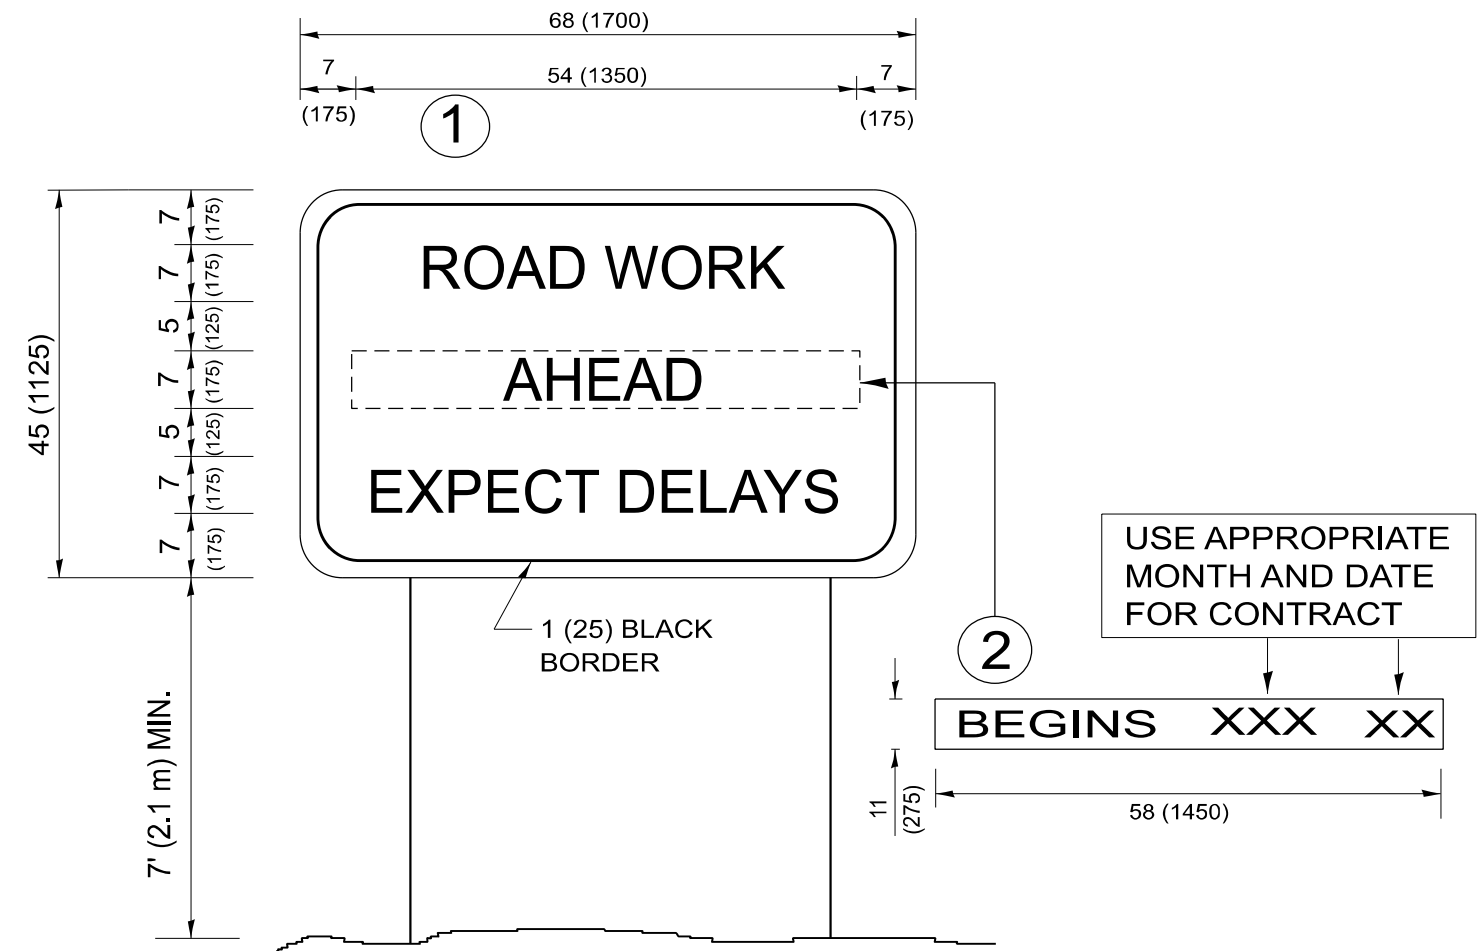 68 (1700)
7
54 (1350)
7
(175)
(175)
1
45 (1125)
7 (175)
7 (175)
5 (125)
7 (175)
5 (125)
7 (175)
7 (175)
ROAD WORK
AHEAD
EXPECT DELAYS
1 (25) BLACK
BORDER
7' (2.1 m) MIN.
2
USE APPROPRIATE
MONTH AND DATE
FOR CONTRACT
BEGINS XXX XX
11
(275)
58 (1450)